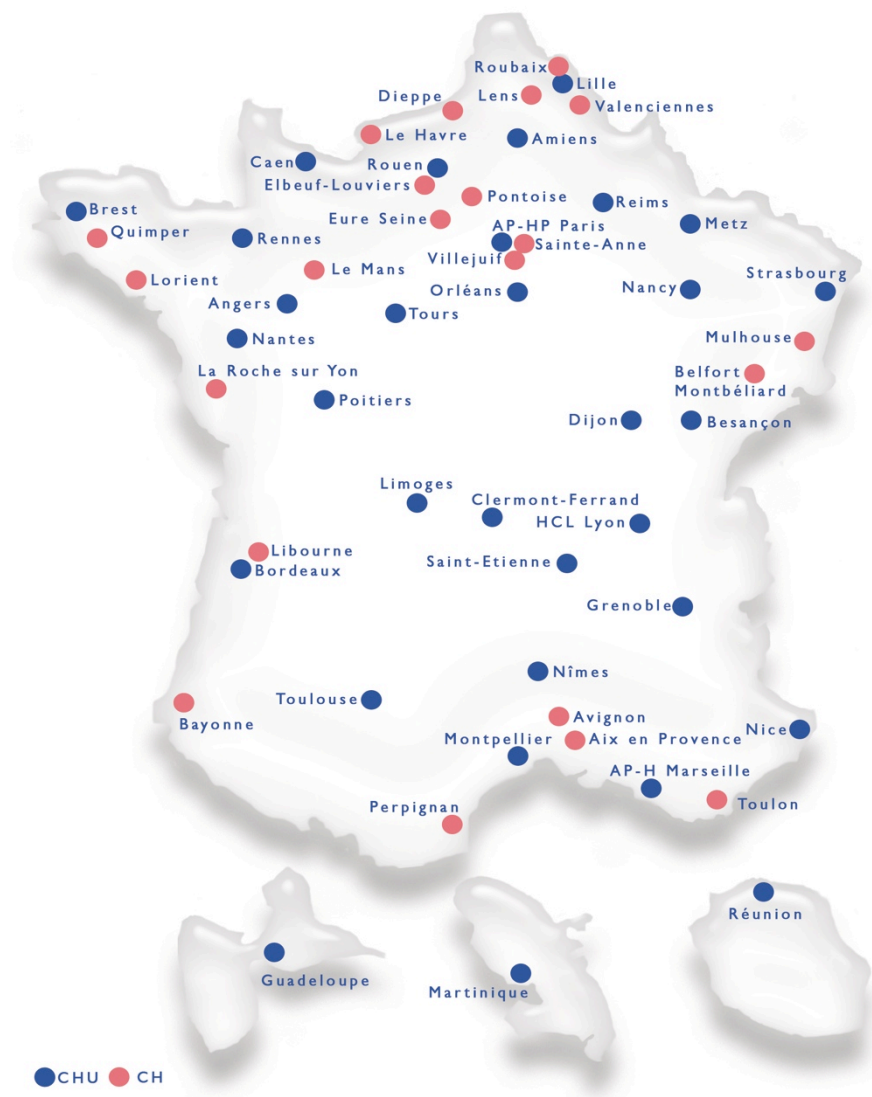 Roubaix
Lille
Dieppe
Lens
Valenciennes
Le Havre
Amiens
Caen
Rouen
Elbeuf-Louviers
Pontoise
Reims
Brest
Eure Seine
AP-HP Paris
Metz
Quimper
Rennes
Sainte-Anne
Villejuif
Le Mans
Strasbourg
Lorient
Orléans
Nancy
Angers
Tours
Nantes
Mulhouse
La Roche sur Yon
Belfort
Montbéliard
Poitiers
Dijon
Besançon
Limoges
Clermont-Ferrand
HCL Lyon
Libourne
Bordeaux
Saint-Etienne
Grenoble
Nîmes
Toulouse
Bayonne
Avignon
Nice
Montpellier
Aix en Provence
AP-H Marseille
Perpignan
Toulon
Réunion
Guadeloupe
Martinique
CHU CH